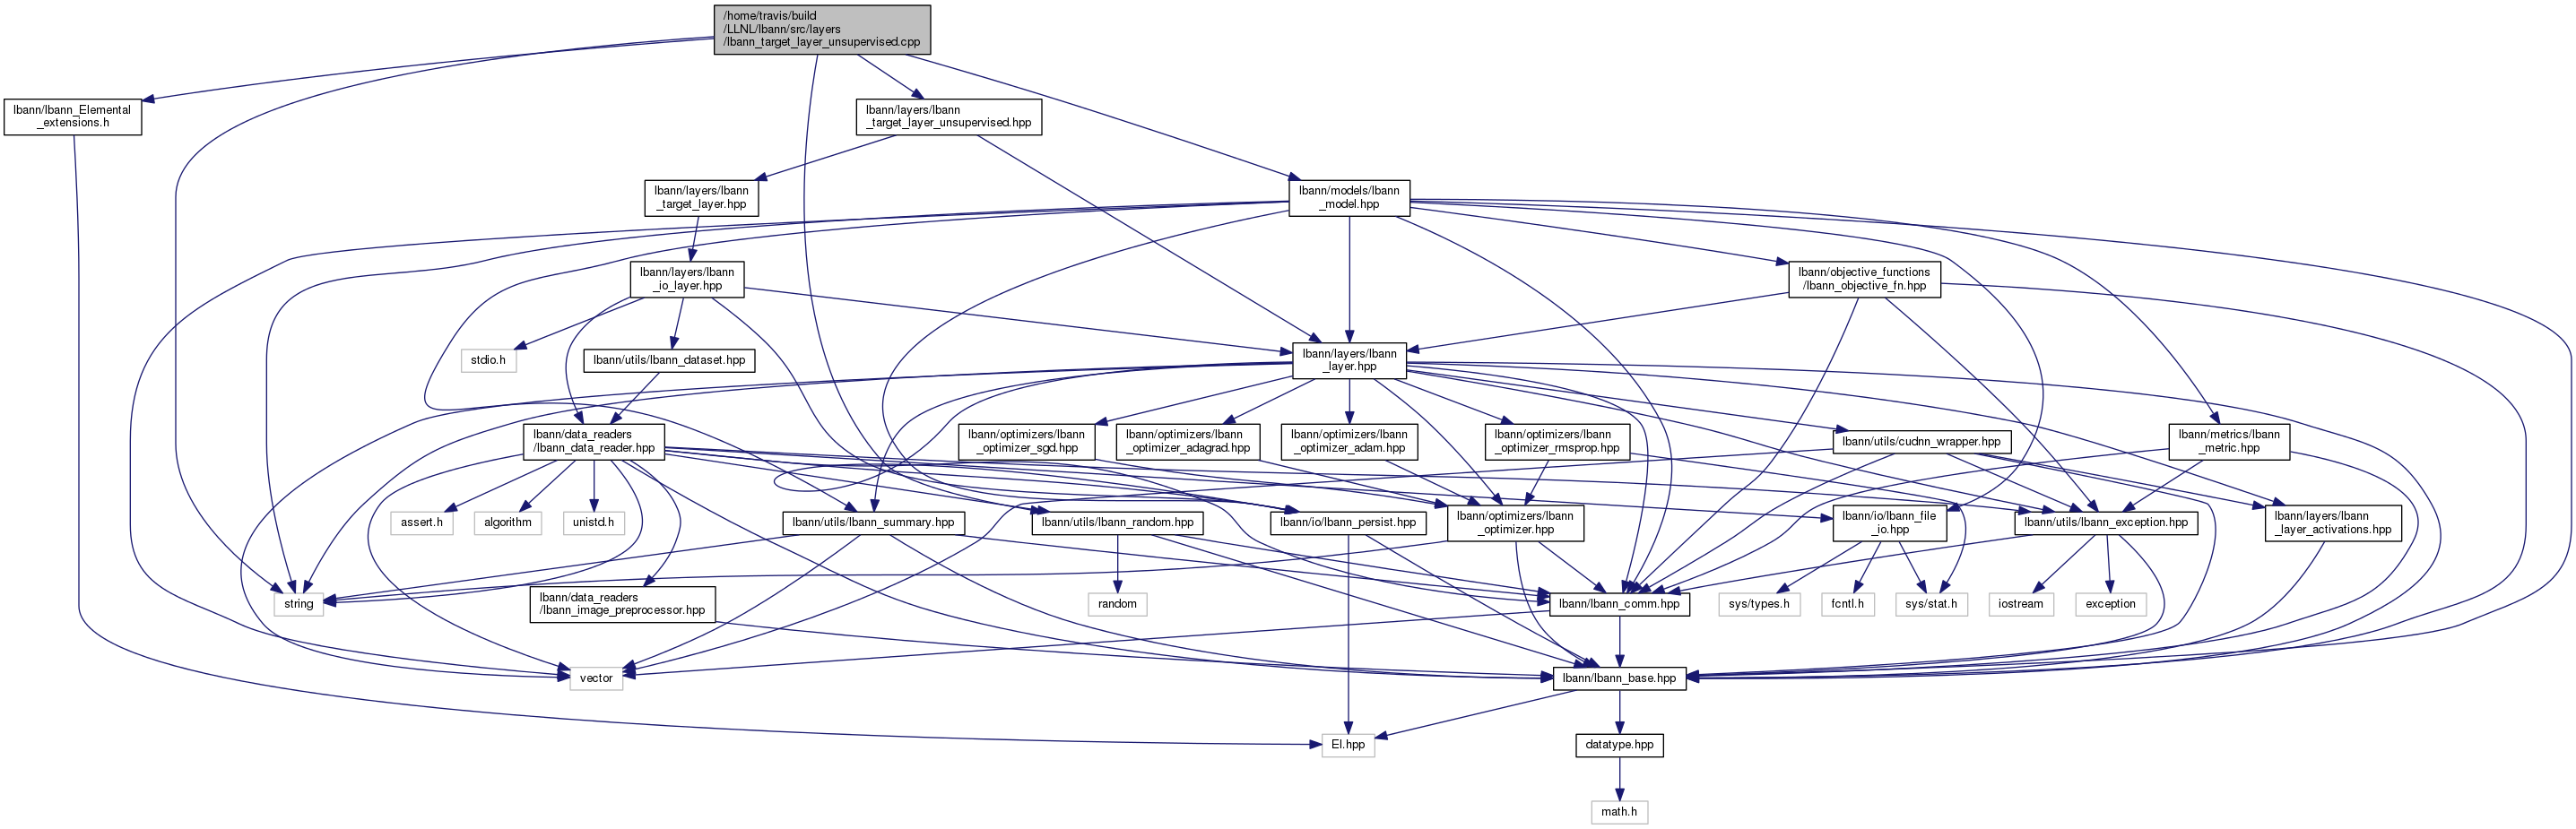 /home/travis/build
/LLNL/lbann/src/layers
/lbann_target_layer_unsupervised.cpp
lbann/lbann_Elemental
_extensions.h
lbann/layers/lbann
_target_layer_unsupervised.hpp
lbann/layers/lbann
_target_layer.hpp
lbann/models/lbann
_model.hpp
lbann/layers/lbann
_io_layer.hpp
lbann/objective_functions
/lbann_objective_fn.hpp
stdio.h
lbann/utils/lbann_dataset.hpp
lbann/layers/lbann
_layer.hpp
lbann/data_readers
/lbann_data_reader.hpp
lbann/optimizers/lbann
_optimizer_sgd.hpp
lbann/optimizers/lbann
_optimizer_adagrad.hpp
lbann/optimizers/lbann
_optimizer_adam.hpp
lbann/optimizers/lbann
_optimizer_rmsprop.hpp
lbann/utils/cudnn_wrapper.hpp
lbann/metrics/lbann
_metric.hpp
assert.h
algorithm
unistd.h
lbann/utils/lbann_summary.hpp
lbann/utils/lbann_random.hpp
lbann/io/lbann_persist.hpp
lbann/optimizers/lbann
_optimizer.hpp
lbann/io/lbann_file
_io.hpp
lbann/utils/lbann_exception.hpp
lbann/layers/lbann
_layer_activations.hpp
string
lbann/data_readers
/lbann_image_preprocessor.hpp
random
lbann/lbann_comm.hpp
sys/types.h
fcntl.h
sys/stat.h
iostream
exception
vector
lbann/lbann_base.hpp
El.hpp
datatype.hpp
math.h